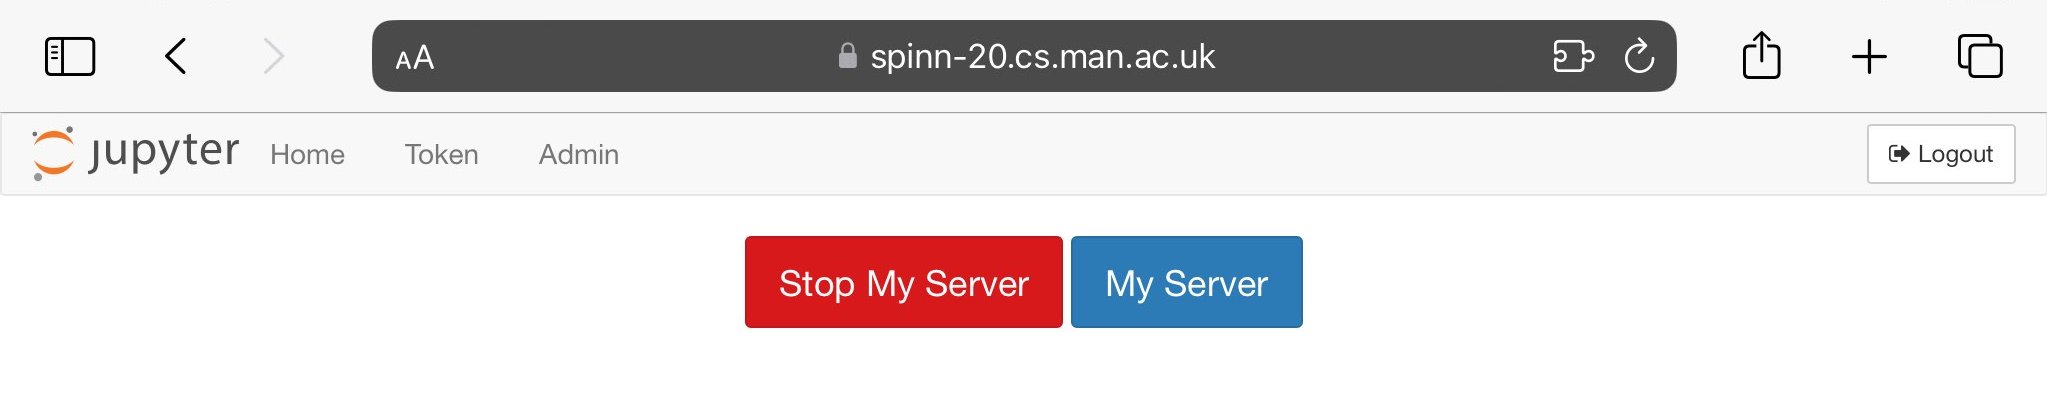 AA spinn-20.cs.man.ac.uk
jupyter Home Token Admin Logout
Stop My Server My Server